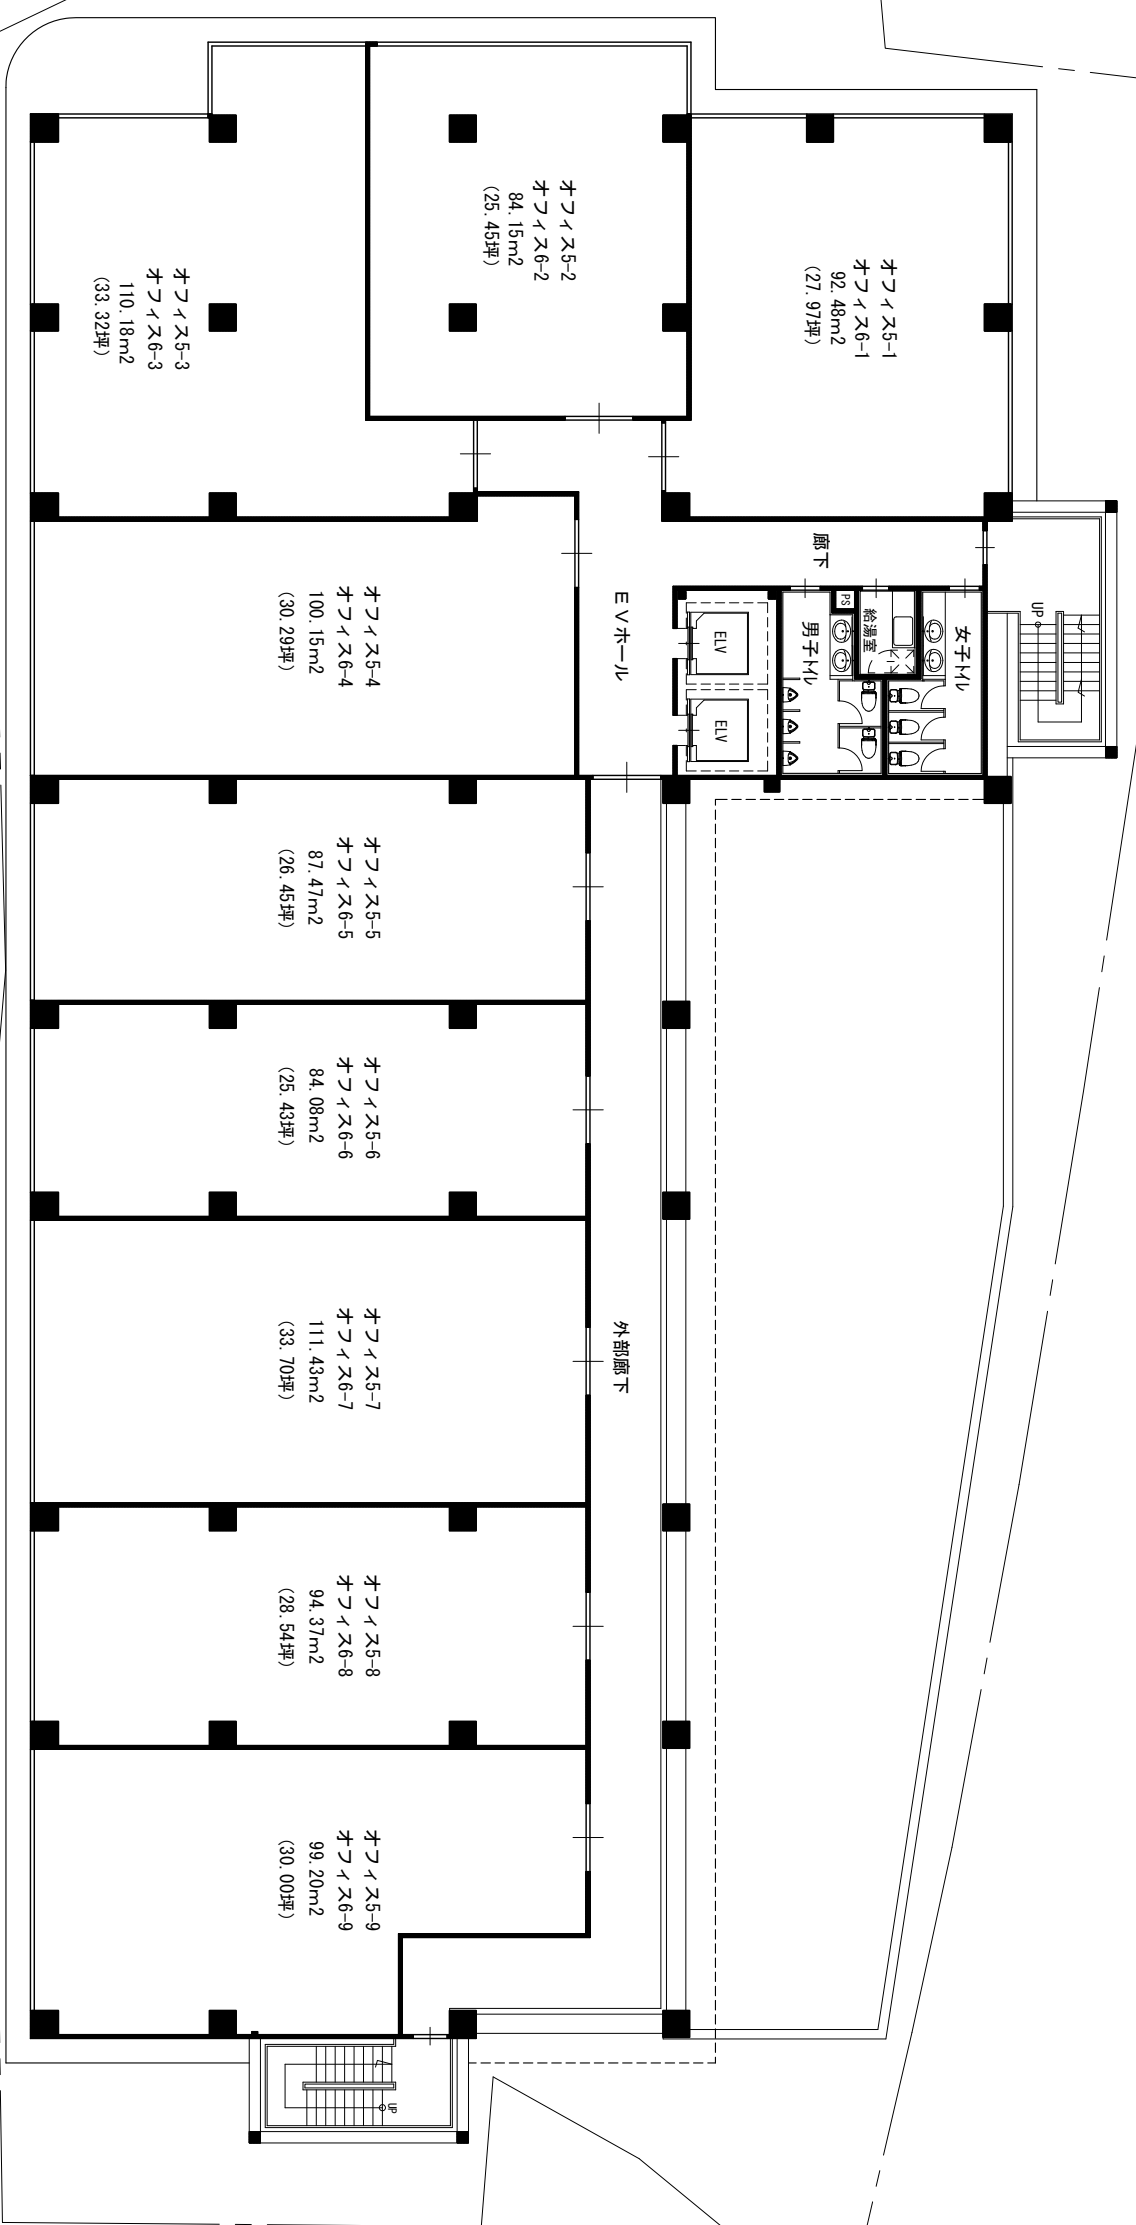 オフィス5-1
オフィス6-1
92.48m2
(27.97坪)
オフィス5-2
オフィス6-2
84.15m2
(25.45坪)
オフィス5-3
オフィス6-3
110.18m2
(33.32坪)
廊下
UP
女子トイレ
給湯室
PS
男子トイレ
ELV
ELV
EVホール
オフィス5-4
オフィス6-4
100.15m2
(30.29坪)
オフィス5-5
オフィス6-5
87.47m2
(26.45坪)
オフィス5-6
オフィス6-6
84.08m2
(25.43坪)
外部廊下
オフィス5-7
オフィス6-7
111.43m2
(33.70坪)
オフィス5-8
オフィス6-8
94.37m2
(28.54坪)
オフィス5-9
オフィス6-9
99.20m2
(30.00坪)
UP